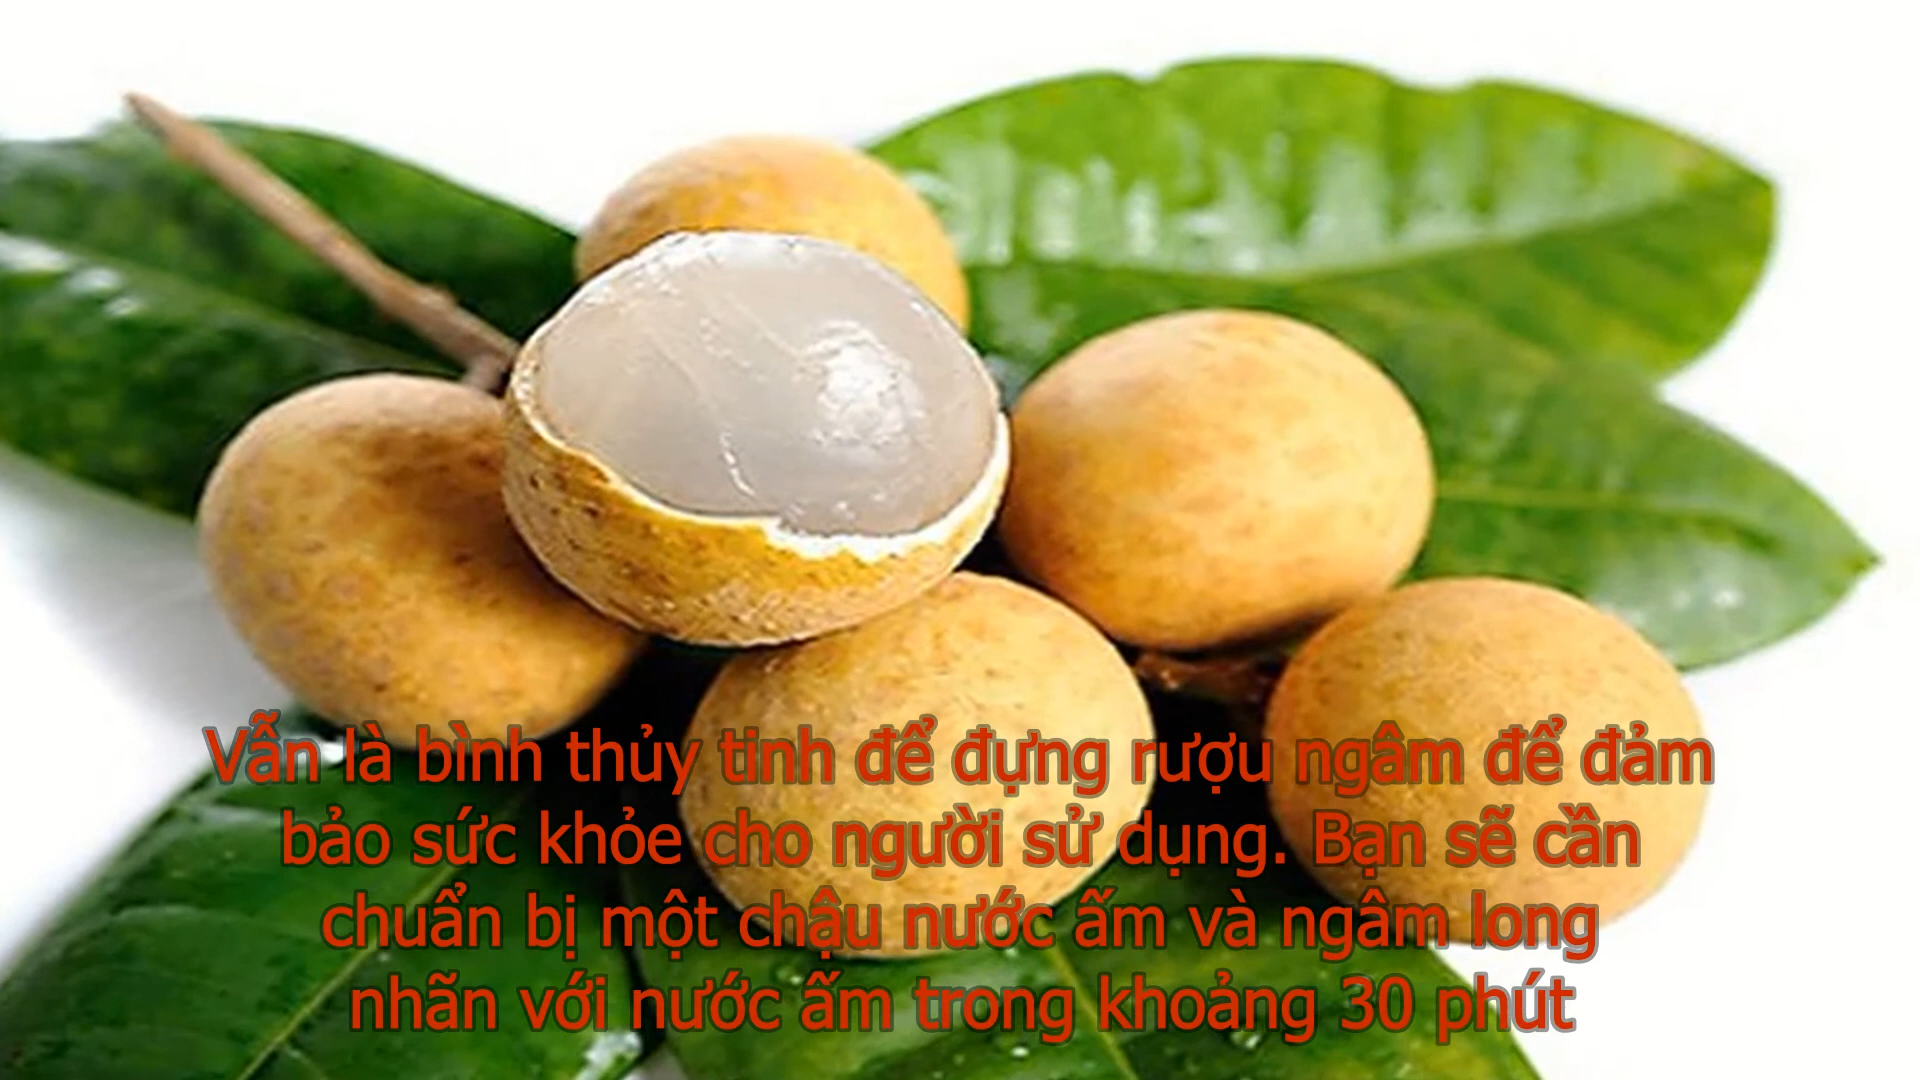 Vẫn là bình thủy tinh để đựng rượu ngâm để đảm
bảo sức khỏe cho người sử dụng. Bạn sẽ cần
chuẩn bị một chậu nước ấm và ngâm long
nhãn với nước ấm trong khoảng 30 phút